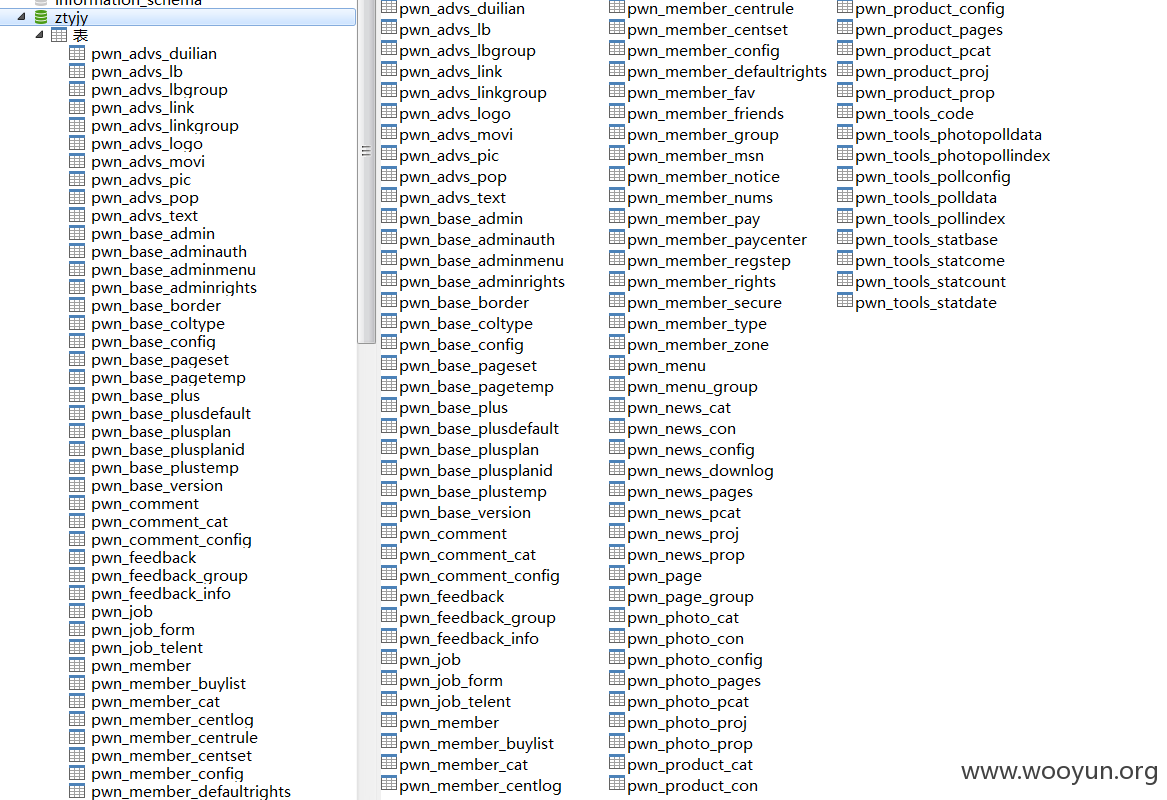 information_schema
ztyjy
表
pwn_advs_duilian
pwn_advs_lb
pwn_advs_lbgroup
pwn_advs_link
pwn_advs_linkgroup
pwn_advs_logo
pwn_advs_movi
pwn_advs_pic
pwn_advs_pop
pwn_advs_text
pwn_base_admin
pwn_base_adminauth
pwn_base_adminmenu
pwn_base_adminrights
pwn_base_border
pwn_base_coltype
pwn_base_config
pwn_base_pageset
pwn_base_pagetemp
pwn_base_plus
pwn_base_plusdefault
pwn_base_plusplan
pwn_base_plusplanid
pwn_base_plustemp
pwn_base_version
pwn_comment
pwn_comment_cat
pwn_comment_config
pwn_feedback
pwn_feedback_group
pwn_feedback_info
pwn_job
pwn_job_form
pwn_job_telent
pwn_member
pwn_member_buylist
pwn_member_cat
pwn_member_centlog
pwn_member_centrule
pwn_member_centset
pwn_member_config
pwn_member_defaultrights
pwn_advs_duilian
pwn_advs_lb
pwn_advs_lbgroup
pwn_advs_link
pwn_advs_linkgroup
pwn_advs_logo
pwn_advs_movi
pwn_advs_pic
pwn_advs_pop
pwn_advs_text
pwn_base_admin
pwn_base_adminauth
pwn_base_adminmenu
pwn_base_adminrights
pwn_base_border
pwn_base_coltype
pwn_base_config
pwn_base_pageset
pwn_base_pagetemp
pwn_base_plus
pwn_base_plusdefault
pwn_base_plusplan
pwn_base_plusplanid
pwn_base_plustemp
pwn_base_version
pwn_comment
pwn_comment_cat
pwn_comment_config
pwn_feedback
pwn_feedback_group
pwn_feedback_info
pwn_job
pwn_job_form
pwn_job_telent
pwn_member
pwn_member_buylist
pwn_member_cat
pwn_member_centlog
pwn_member_centrule
pwn_member_centset
pwn_member_config
pwn_member_defaultrights
pwn_member_fav
pwn_member_friends
pwn_member_group
pwn_member_msn
pwn_member_notice
pwn_member_nums
pwn_member_pay
pwn_member_paycenter
pwn_member_regstep
pwn_member_rights
pwn_member_secure
pwn_member_type
pwn_member_zone
pwn_menu
pwn_menu_group
pwn_news_cat
pwn_news_con
pwn_news_config
pwn_news_downlog
pwn_news_pages
pwn_news_pcat
pwn_news_proj
pwn_news_prop
pwn_page
pwn_page_group
pwn_photo_cat
pwn_photo_con
pwn_photo_config
pwn_photo_pages
pwn_photo_pcat
pwn_photo_proj
pwn_photo_prop
pwn_product_cat
pwn_product_con
pwn_product_config
pwn_product_pages
pwn_product_pcat
pwn_product_proj
pwn_product_prop
pwn_tools_code
pwn_tools_photopolldata
pwn_tools_photopollindex
pwn_tools_pollconfig
pwn_tools_polldata
pwn_tools_pollindex
pwn_tools_statbase
pwn_tools_statcome
pwn_tools_statcount
pwn_tools_statdate
www.wooyun.org